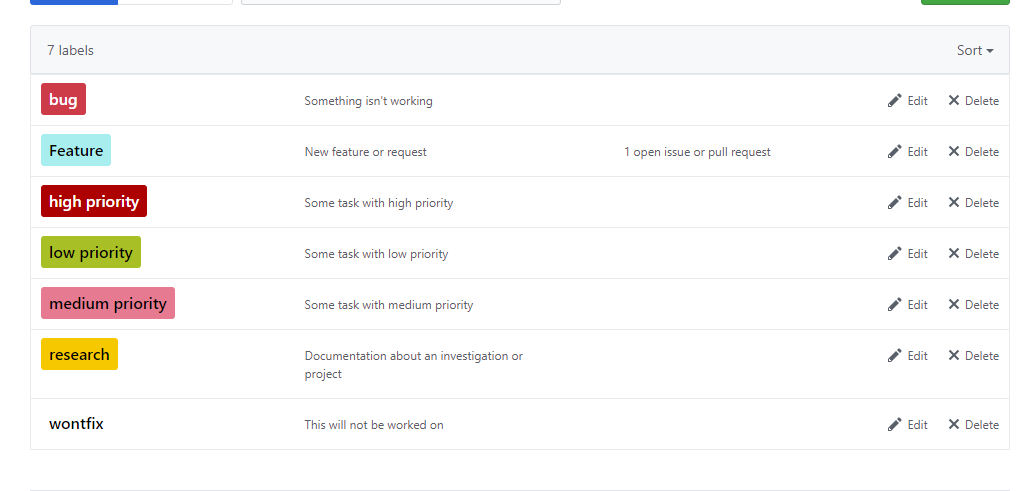 7 labels Sort
bug Something isn't working Edit Delete
Feature New feature or request 1 open issue or pull request Edit Delete
high priority Some task with high priority Edit Delete
low priority Some task with low priority Edit Delete
medium priority Some task with medium priority Edit Delete
research Documentation about an investigation or Edit Delete
project
wontfix This will not be worked on Edit Delete